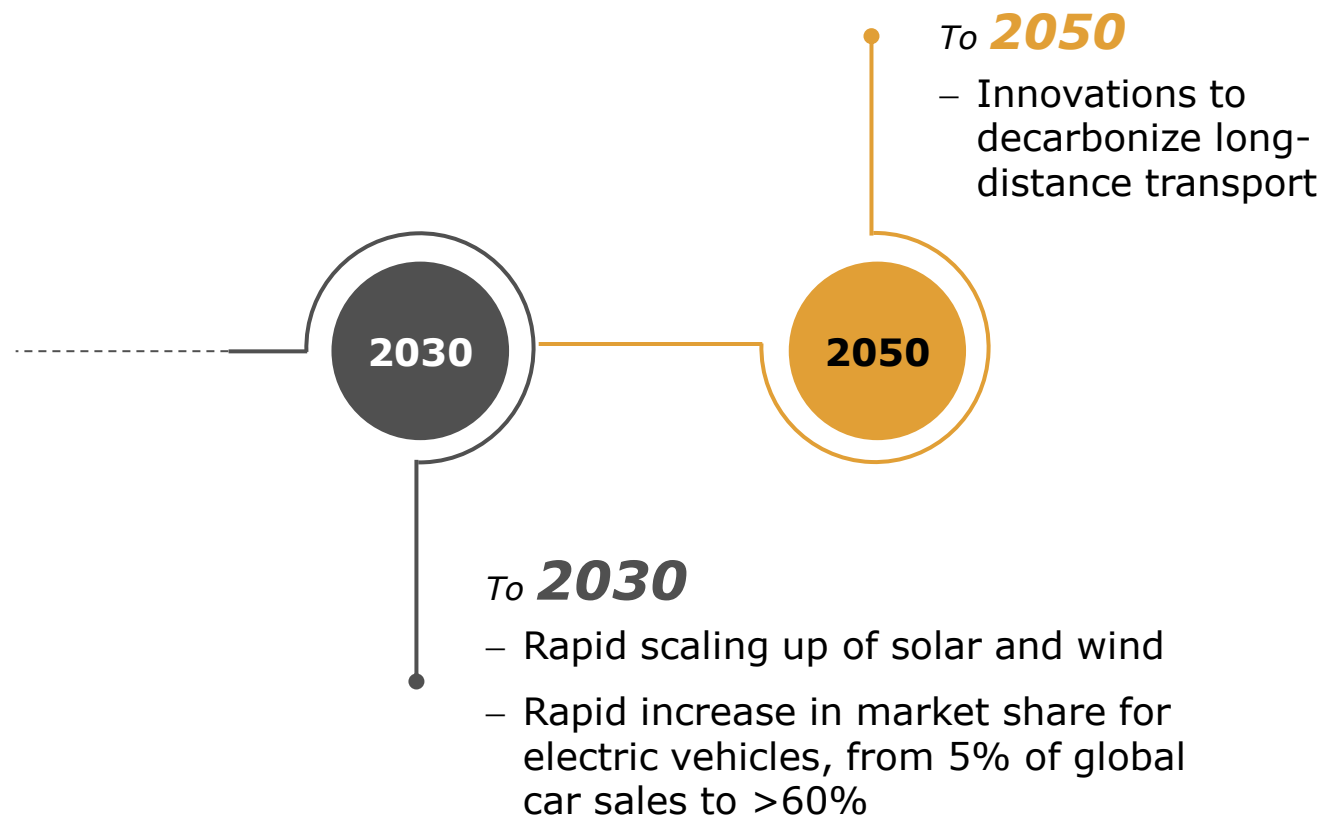 To 2050
– Innovations to
decarbonize long-
distance transport
2030
2050
To 2030
– Rapid scaling up of solar and wind
– Rapid increase in market share for
electric vehicles, from 5% of global
car sales to >60%